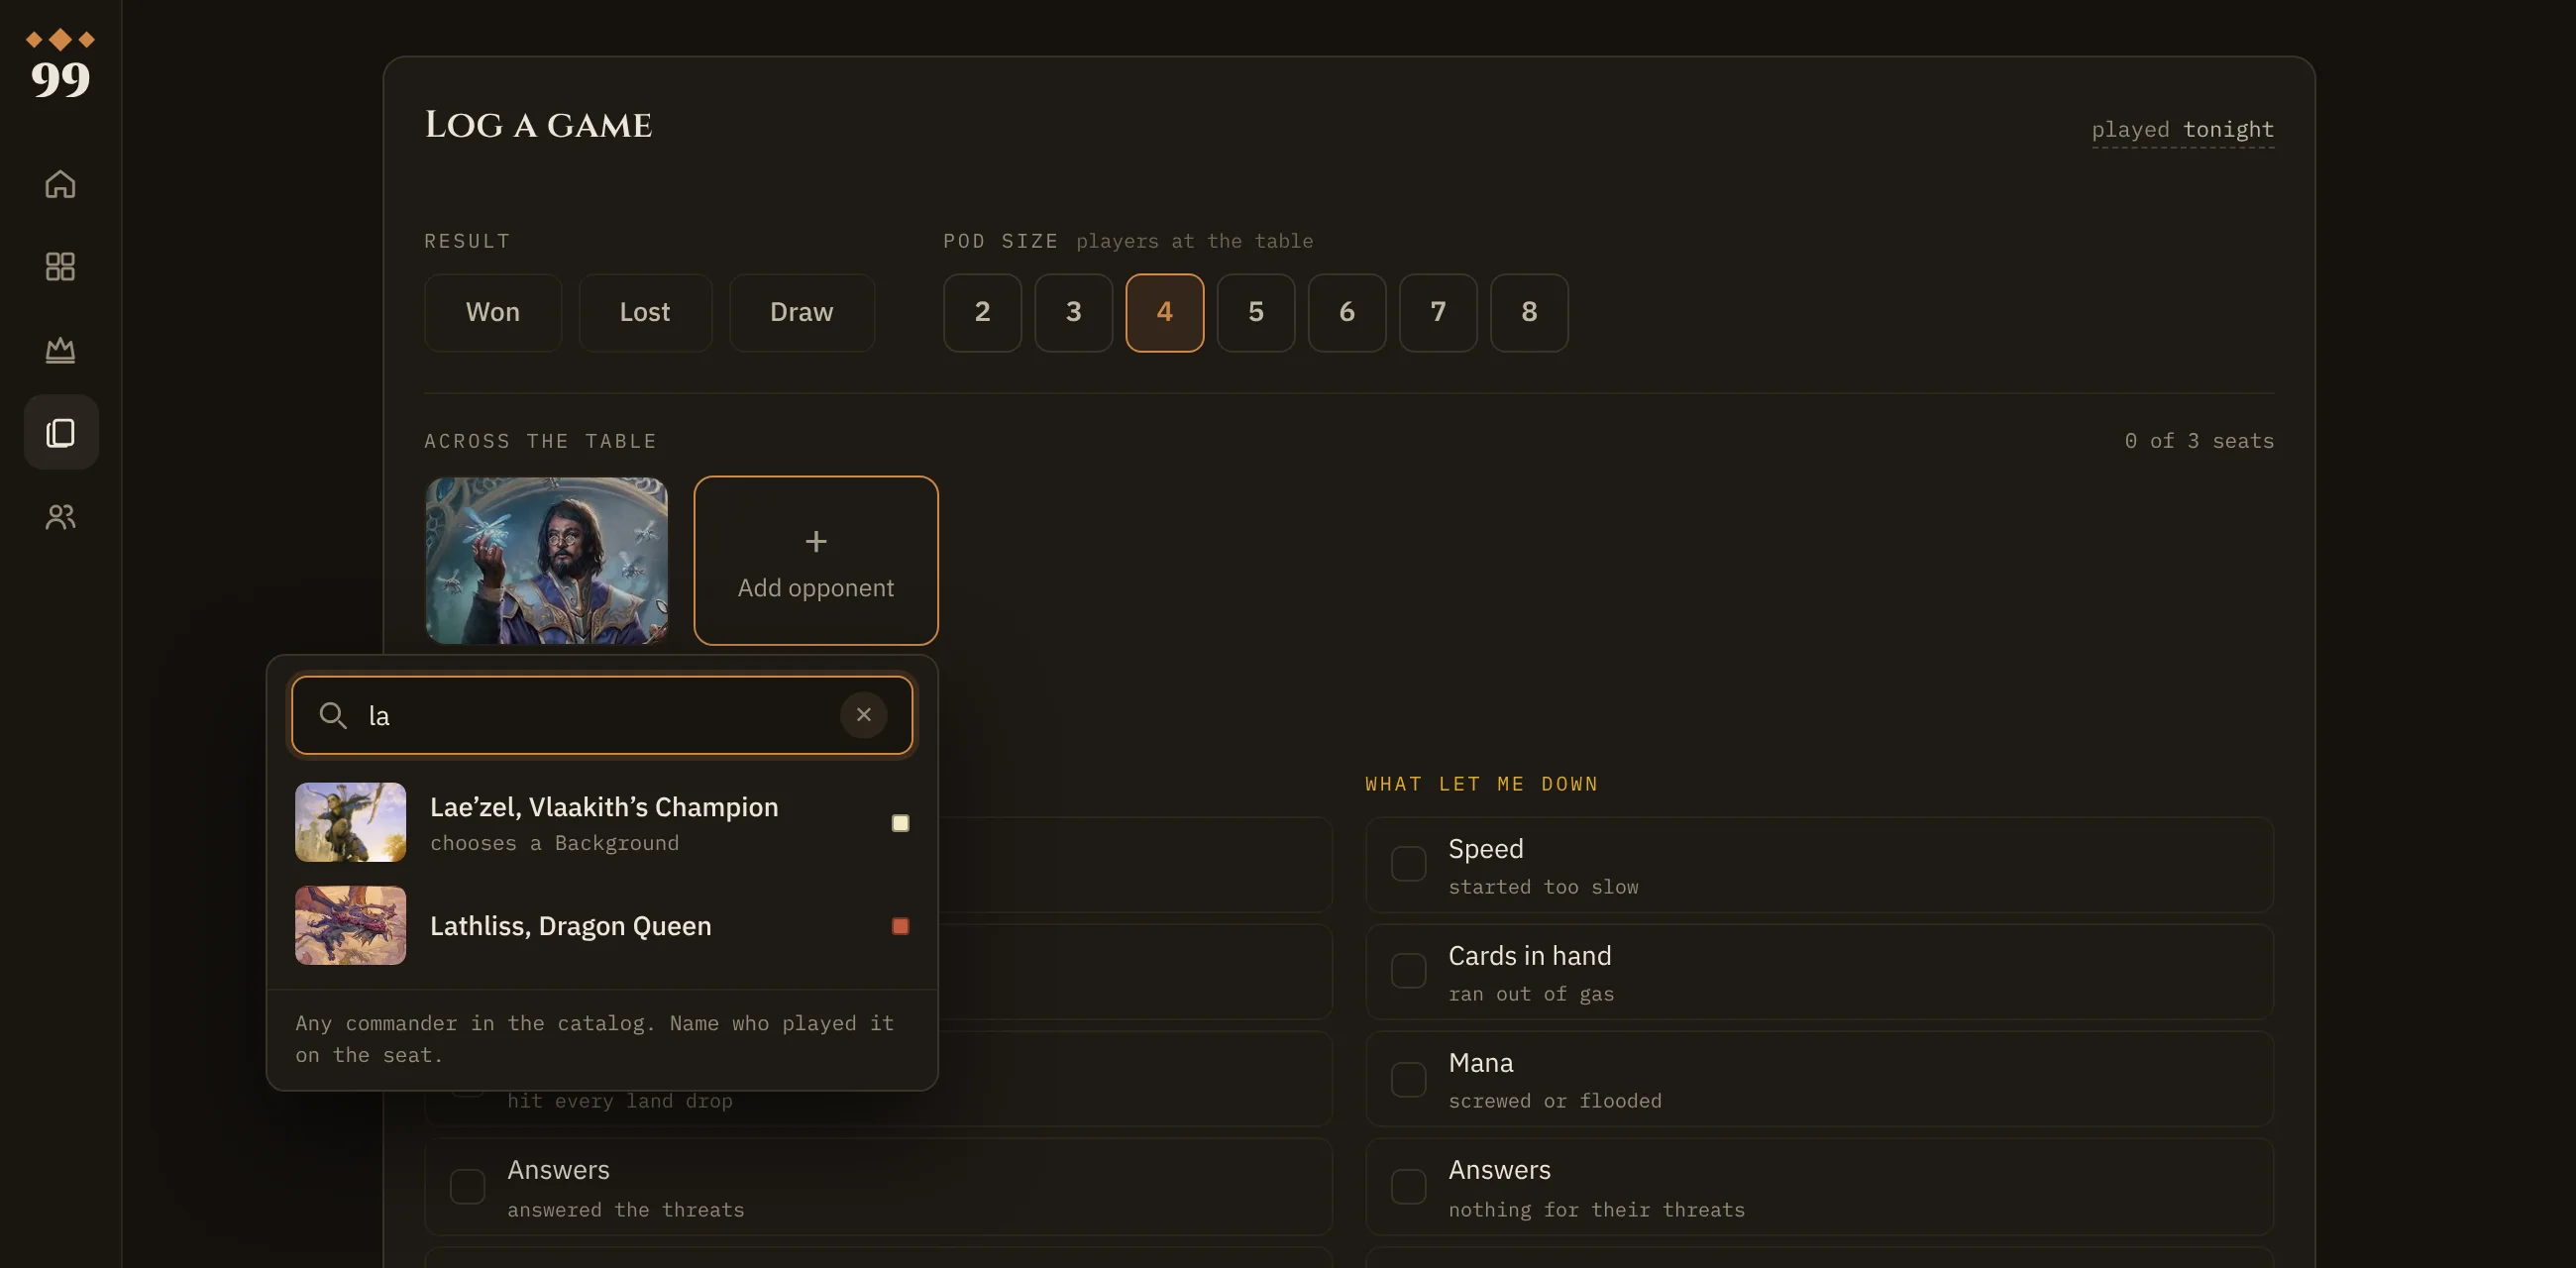 99
Log a game
played tonight
RESULT
POD SIZE players at the table
Won
Lost
Draw
2
3
4
5
6
7
8
ACROSS THE TABLE
0 of 3 seats
+
Add opponent
la
Lae’zel, Vlaakith’s Champion
chooses a Background
Lathliss, Dragon Queen
Any commander in the catalog. Name who played it
on the seat.
hit every land drop
Answers
answered the threats
WHAT LET ME DOWN
Speed
started too slow
Cards in hand
ran out of gas
Mana
screwed or flooded
Answers
nothing for their threats